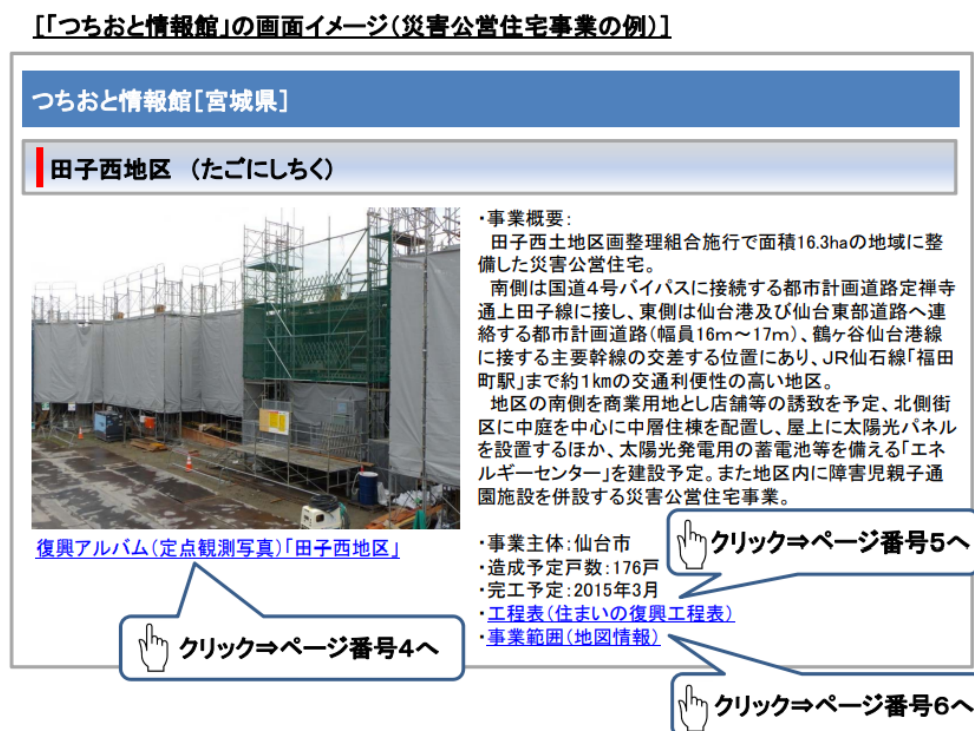 [「つちおと情報館」の画面イメージ(災害公営住宅事業の例)]
つちおと情報館[宮城県]
田子西地区 (たごにしちく)
・事業概要:
田子西土地区画整理組合施行で面積16.3haの地域に整
備した災害公営住宅。
南側は国道4号バイパスに接続する都市計画道路定禅寺
通上田子線に接し、東側は仙台港及び仙台東部道路へ連
絡する都市計画道路(幅員16m~17m)、鶴ヶ谷仙台港線
に接する主要幹線の交差する位置にあり、JR仙石線「福田
町駅」まで約1kmの交通利便性の高い地区。
地区の南側を商業用地とし店舗等の誘致を予定、北側街
区に中庭を中心に中層住棟を配置し、屋上に太陽光パネル
を設置するほか、太陽光発電用の蓄電池等を備える「エネ
ルギーセンター」を建設予定。また地区内に障害児親子通
園施設を併設する災害公営住宅事業。
復興アルバム(定点観測写真)「田子西地区」
クリック⇒ページ番号4へ
・事業主体:仙台市
・造成予定戸数:176戸
・完工予定:2015年3月
・工程表(住まいの復興工程表)
・事業範囲(地図情報)
クリック⇒ページ番号5へ
クリック⇒ページ番号6へ